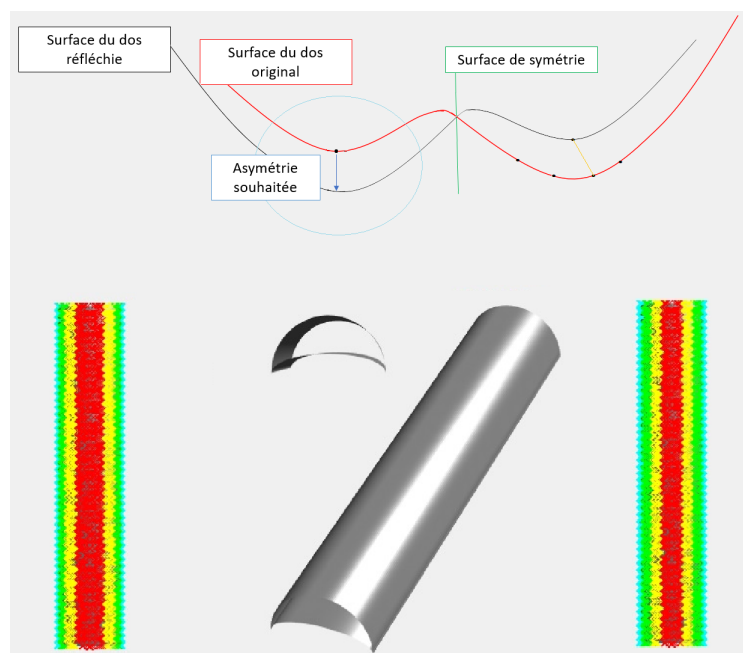 Surface du dos
réfléchie
Surface du dos
original
Surface de symétrie
Asymétrie
souhaitée